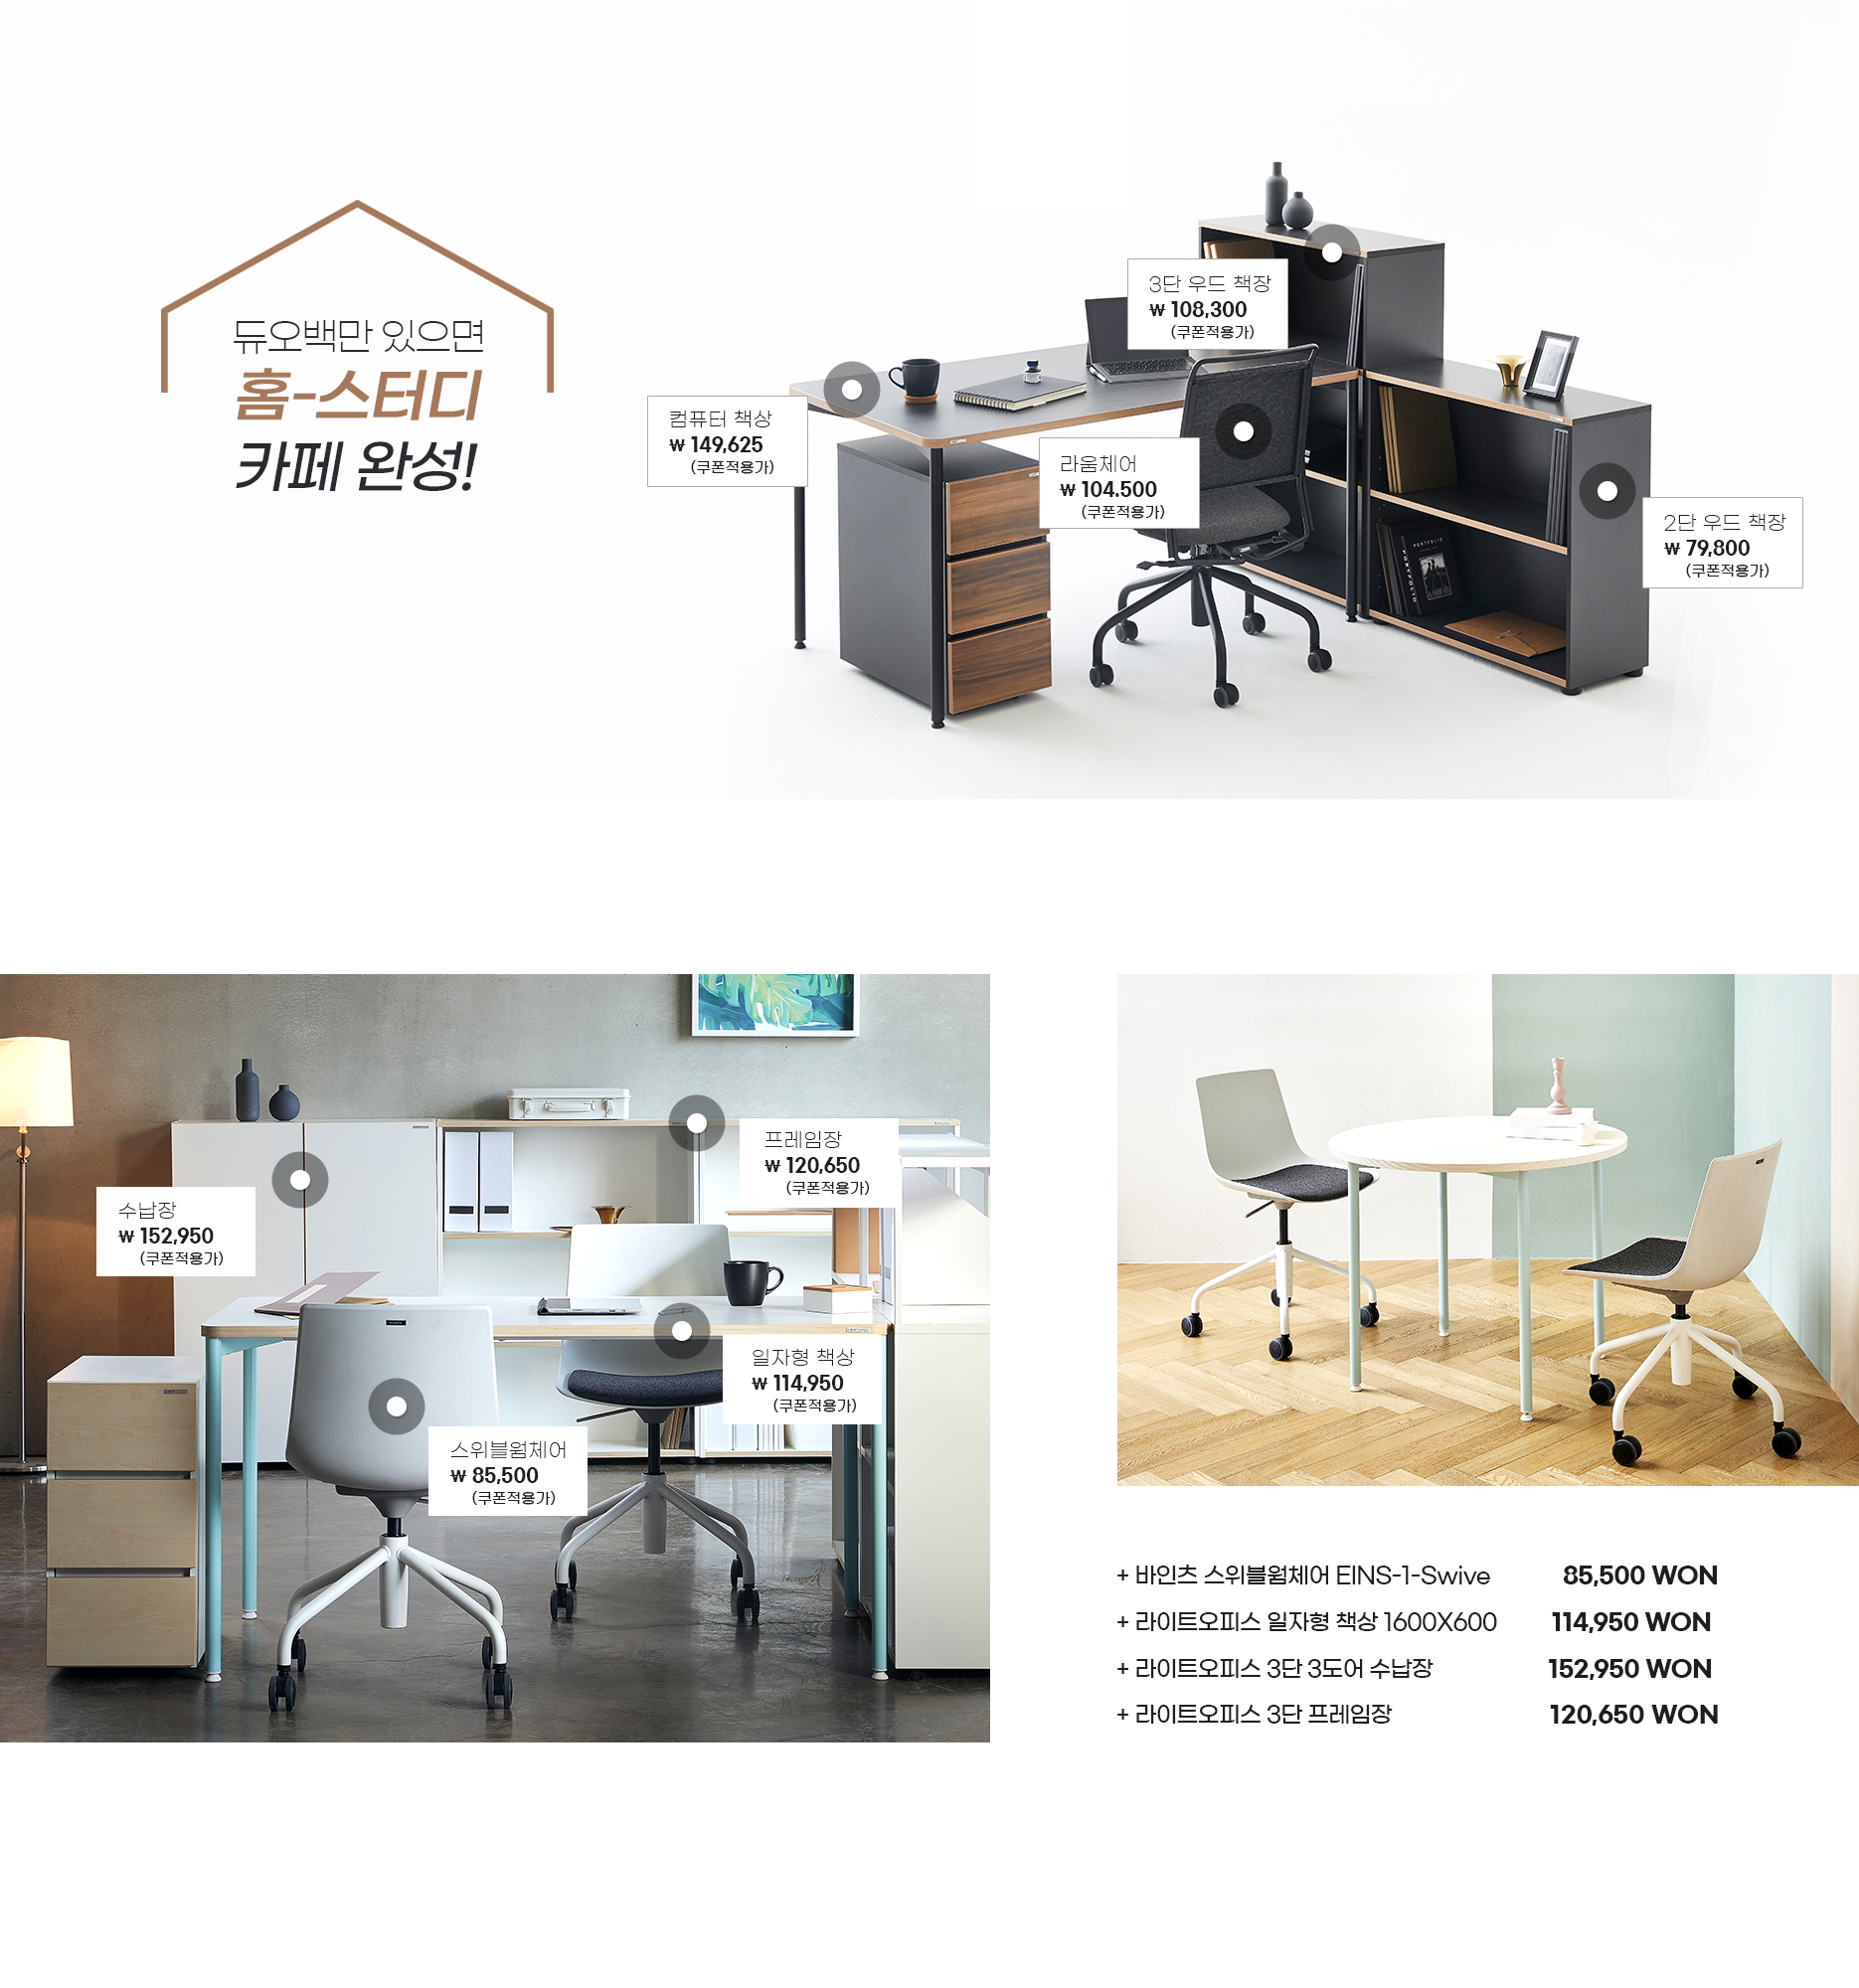 듀오백만 있으면
홈-스터디
카페 완성!
3단 우드 책장
₩ 108,300
(쿠폰적용가)
컴퓨터 책상
₩ 149,625
(쿠폰적용가)
라움체어
₩ 104.500
(쿠폰적용가)
2단 우드 책장
₩ 79,800
(쿠폰적용가)
PORTFOLIO
PORTFOLIO
프레임장
₩ 120,650
(쿠폰적용가)
수납장
₩ 152,950
(쿠폰적용가)
일자형 책상
₩ 114,950
(쿠폰적용가)
스위블웜체어
₩ 85,500
(쿠폰적용가)
+ 바인츠 스위블웜체어 EINS-1-Swive 85,500 WON
+ 라이트오피스 일자형 책상 1600X600 114,950 WON
+ 라이트오피스 3단 3도어 수납장 152,950 WON
+ 라이트오피스 3단 프레임장 120,650 WON